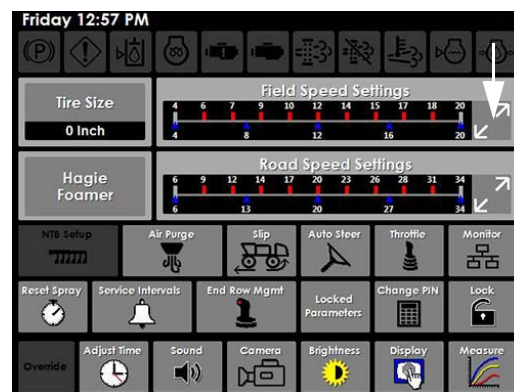 Friday 12:57 PM
(P)
Tire Size
0 Inch
Field Speed Settings
4 6 7 9 10 12 14 15 17 18 20
4 8 12 16 20
Hagie
Foamer
Road Speed Settings
6 9 12 14 17 20 23 26 28 31 34
6 13 20 27 34
NTB Setup
Air Purge
Slip
Auto Steer
Throttle
Monitor
Reset Spray
Service Intervals
End Row Mgmt
Locked
Parameters
Change PIN
Lock
Override
Adjust Time
Sound
Camera
Brightness
Display
Measure